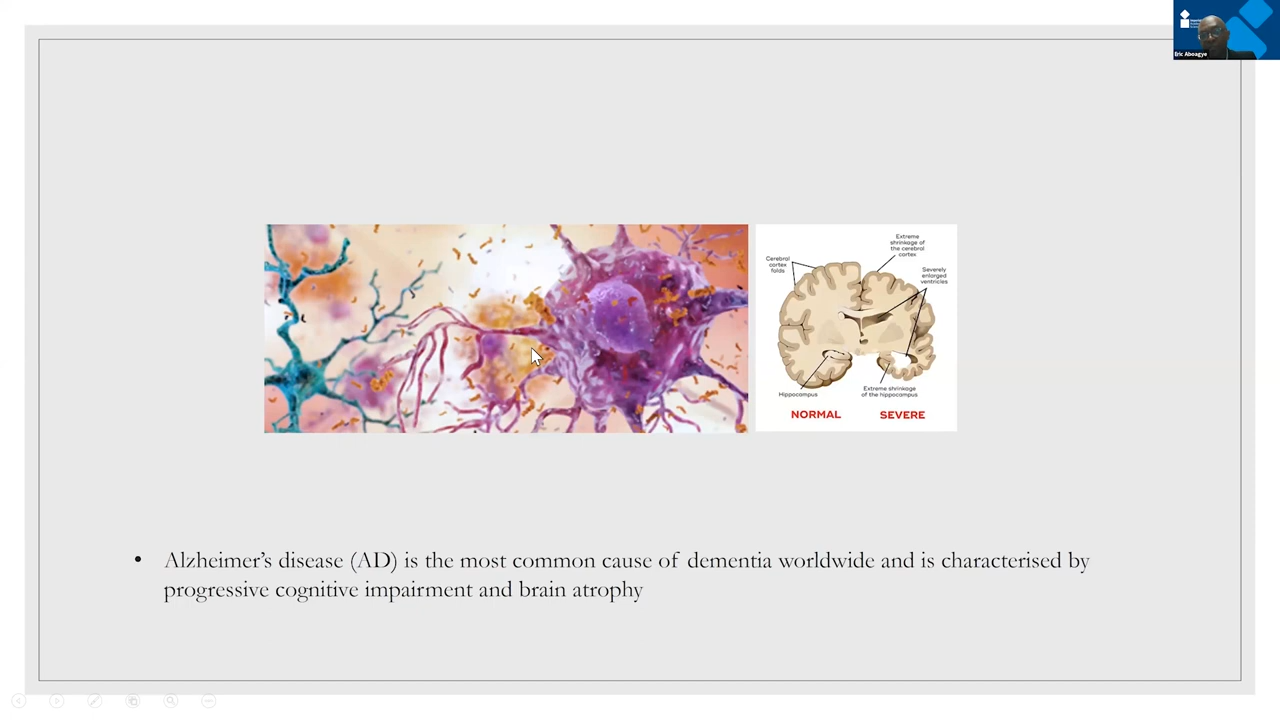 Eric Aboagye
Extreme
shrinkage of
the cerebral
cortex
Cerebral
cortex
folds
Severely
enlarged
ventricles
Hippocampus
Extreme shrinkage
of the hippocampus
NORMAL
SEVERE
• Alzheimer’s disease (AD) is the most common cause of dementia worldwide and is characterised by
progressive cognitive impairment and brain atrophy